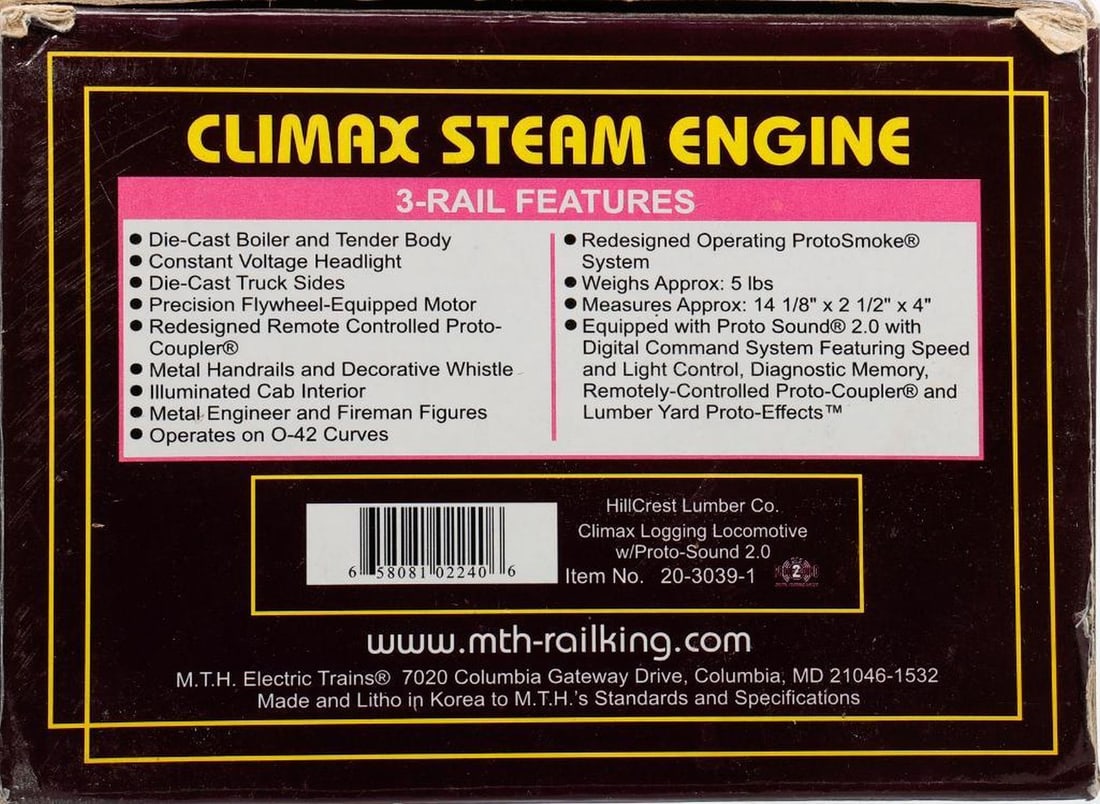 CLIMAX STEAM ENGINE
3-RAIL FEATURES
● Die-Cast Boiler and Tender Body
● Constant Voltage Headlight
● Die-Cast Truck Sides
● Precision Flywheel-Equipped Motor
● Redesigned Remote Controlled Proto-
Coupler®
● Metal Handrails and Decorative Whistle
● Illuminated Cab Interior
● Metal Engineer and Fireman Figures
● Operates on O-42 Curves
● Redesigned Operating ProtoSmoke®
System
● Weighs Approx: 5 lbs
● Measures Approx: 14 1/8" x 2 1/2" x 4"
● Equipped with Proto Sound® 2.0 with
Digital Command System Featuring Speed
and Light Control, Diagnostic Memory,
Remotely-Controlled Proto-Coupler® and
Lumber Yard Proto-Effects™
6 58081 02240 6
HillCrest Lumber Co.
Climax Logging Locomotive
w/Proto-Sound 2.0
Item No. 20-3039-1
2
www.mth-railking.com
M.T.H. Electric Trains® 7020 Columbia Gateway Drive, Columbia, MD 21046-1532
Made and Litho in Korea to M.T.H.'s Standards and Specifications